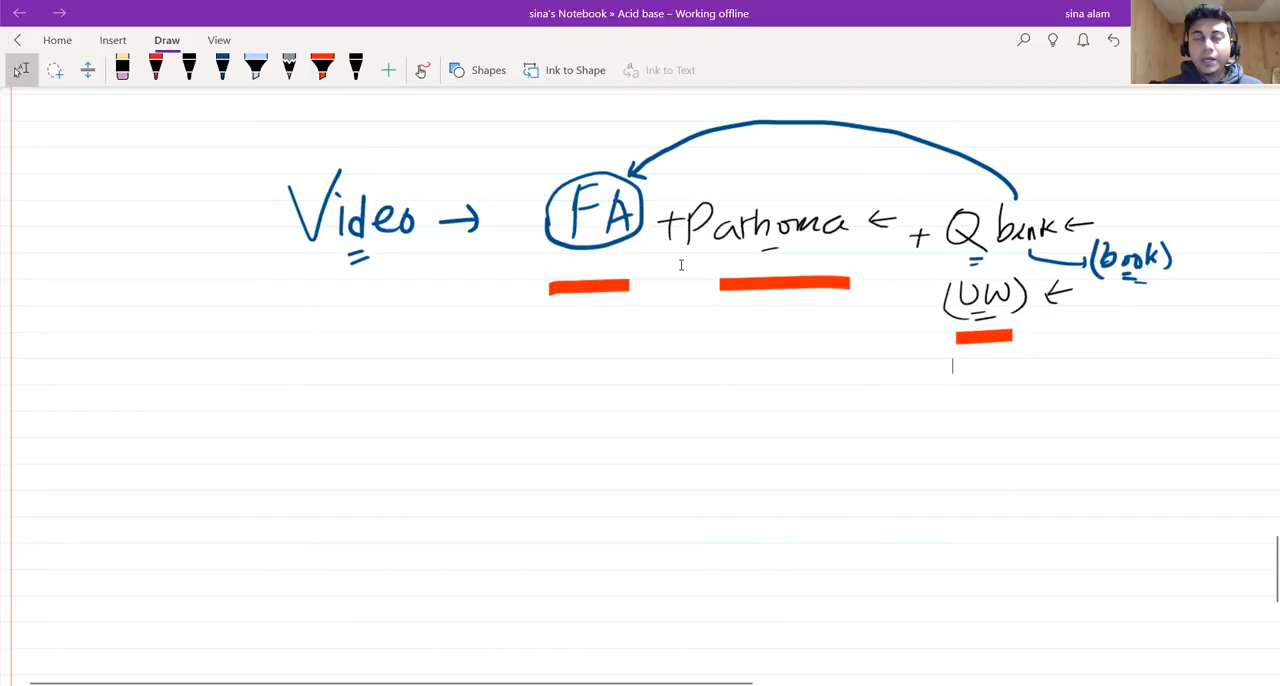 sina's Notebook » Acid base – Working offline
sina alam
Home Insert Draw View
Shapes Ink to Shape Ink to Text
Video → FA + Pathoma ← + Q bank ←
(book)
(UW) ←